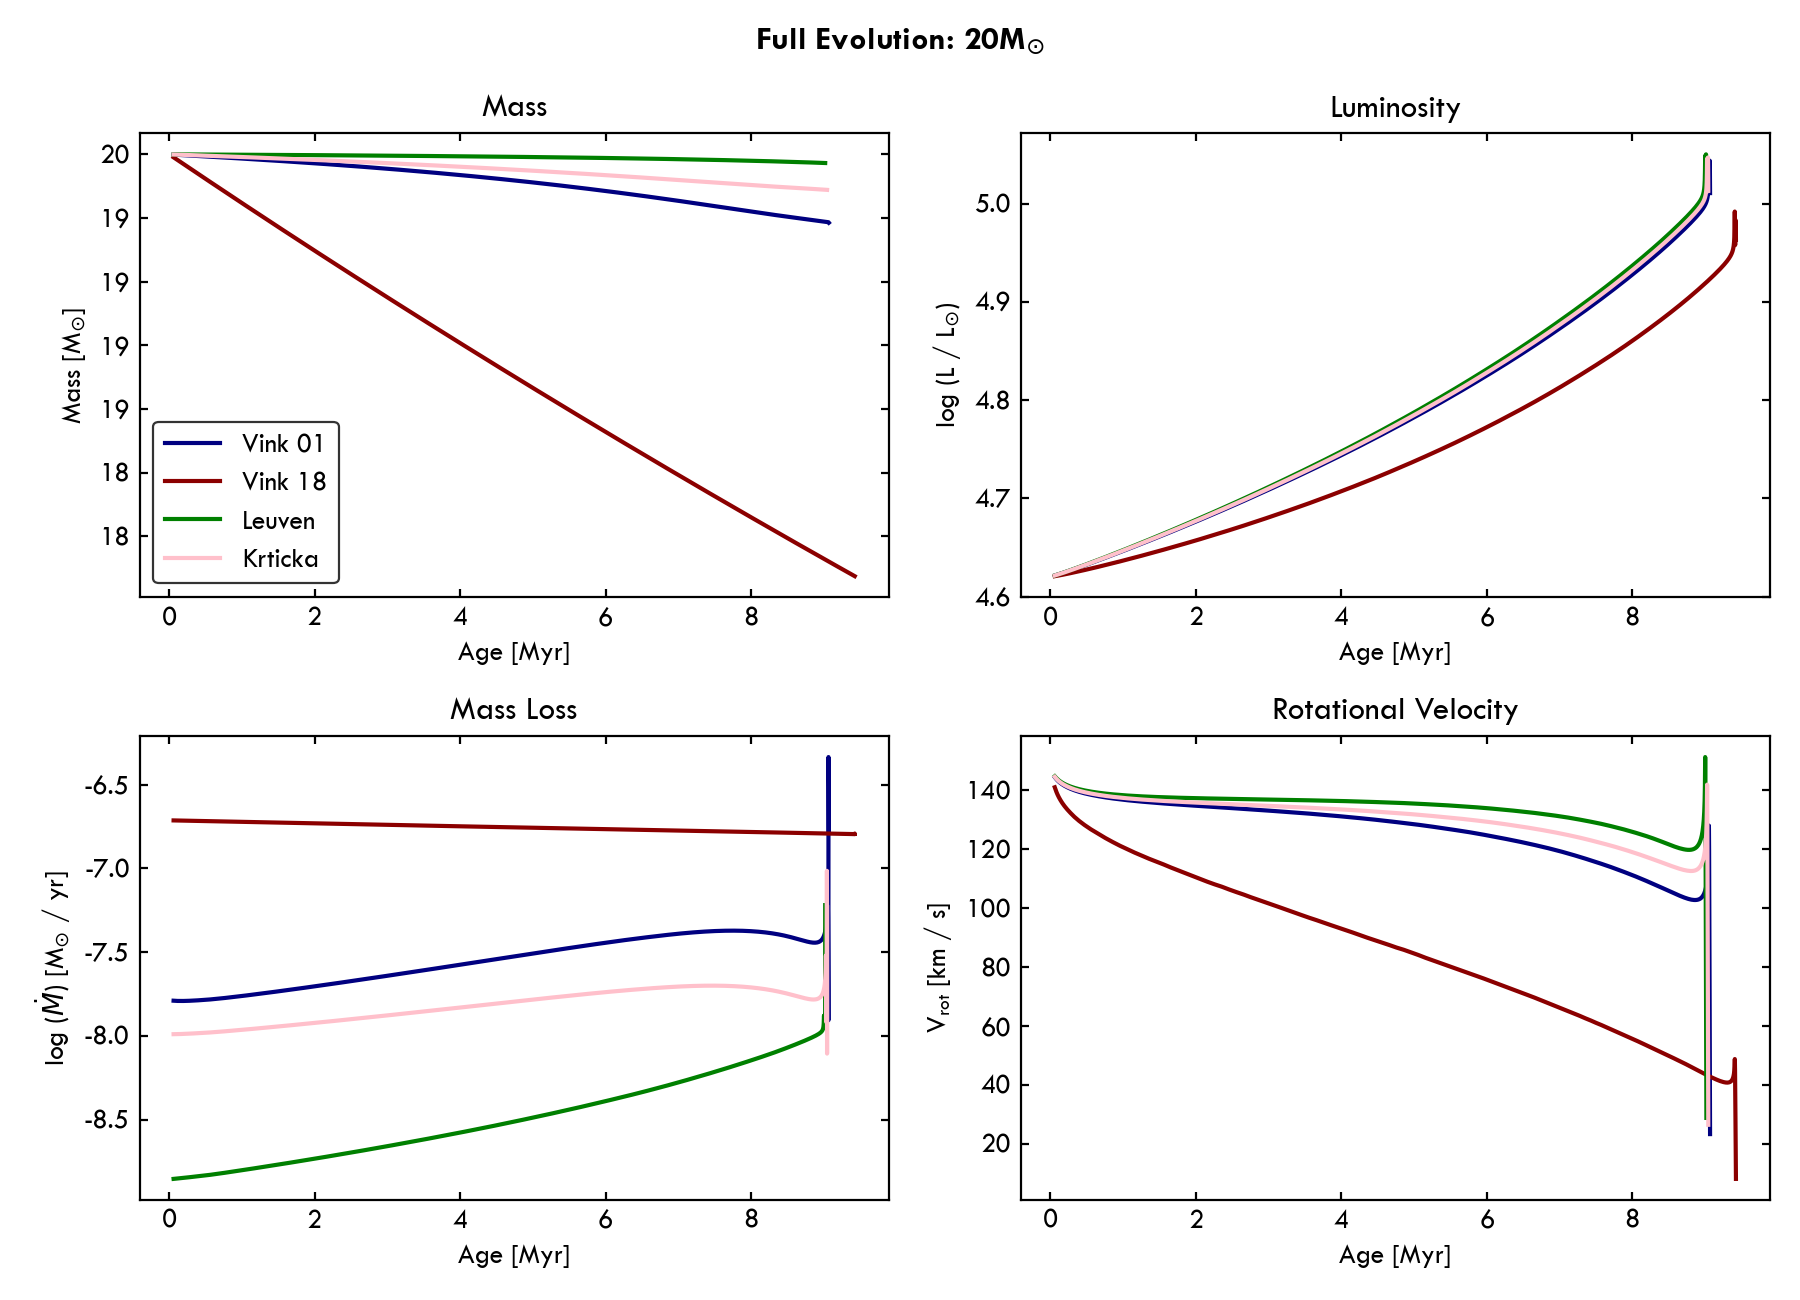 Full Evolution: 20M☉
Mass
20
19
19
19
19
18
18
Mass [M☉]
Vink 01
Vink 18
Leuven
Krticka
0 2 4 6 8
Age [Myr]
Luminosity
5.0
4.9
4.8
4.7
4.6
log (L / L☉)
0 2 4 6 8
Age [Myr]
Mass Loss
-6.5
-7.0
-7.5
-8.0
-8.5
log (Ṁ) [M☉ / yr]
0 2 4 6 8
Age [Myr]
Rotational Velocity
140
120
100
80
60
40
20
Vrot [km / s]
0 2 4 6 8
Age [Myr]